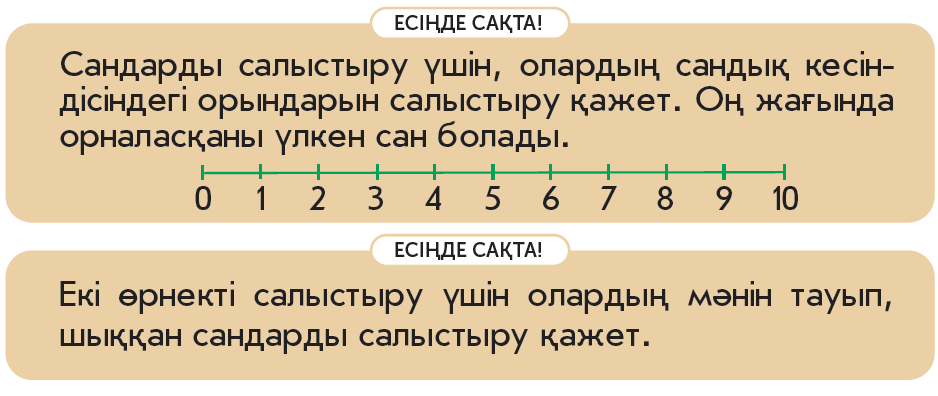 ЕСІҢДЕ САҚТА!
Сандарды салыстыру үшін, олардың сандық кесін-
дісіндегі орындарын салыстыру қажет. Оң жағында
орналасқаны үлкен сан болады.
0 1 2 3 4 5 6 7 8 9 10
ЕСІҢДЕ САҚТА!
Екі өрнекті салыстыру үшін олардың мәнін тауып,
шыққан сандарды салыстыру қажет.